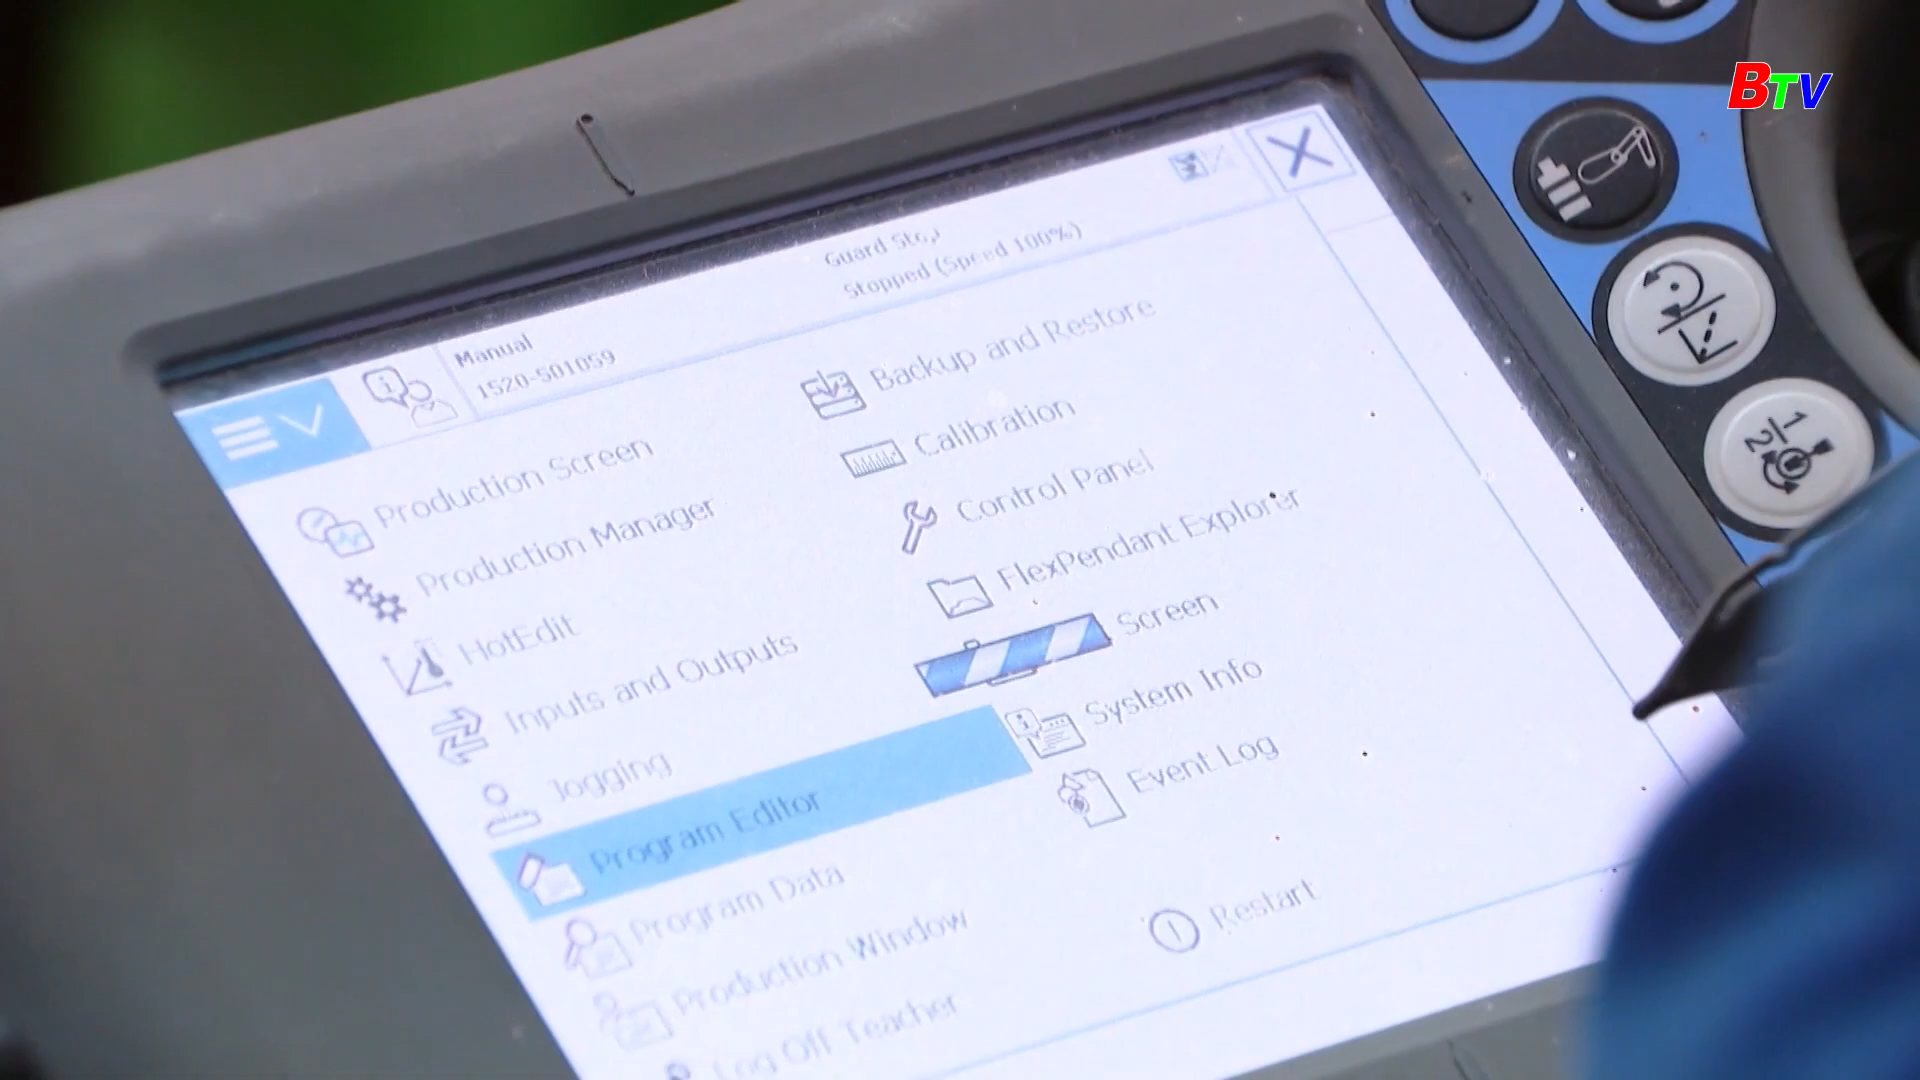 BTV
Manual
1520-501059
Guard Stop
Stopped (Speed 100%)
Production Screen
Production Manager
HotEdit
Inputs and Outputs
Jogging
Program Editor
Program Data
Production Window
Log Off Teacher
Backup and Restore
Calibration
Control Panel
FlexPendant Explorer
Screen
System Info
Event Log
Restart
1/2